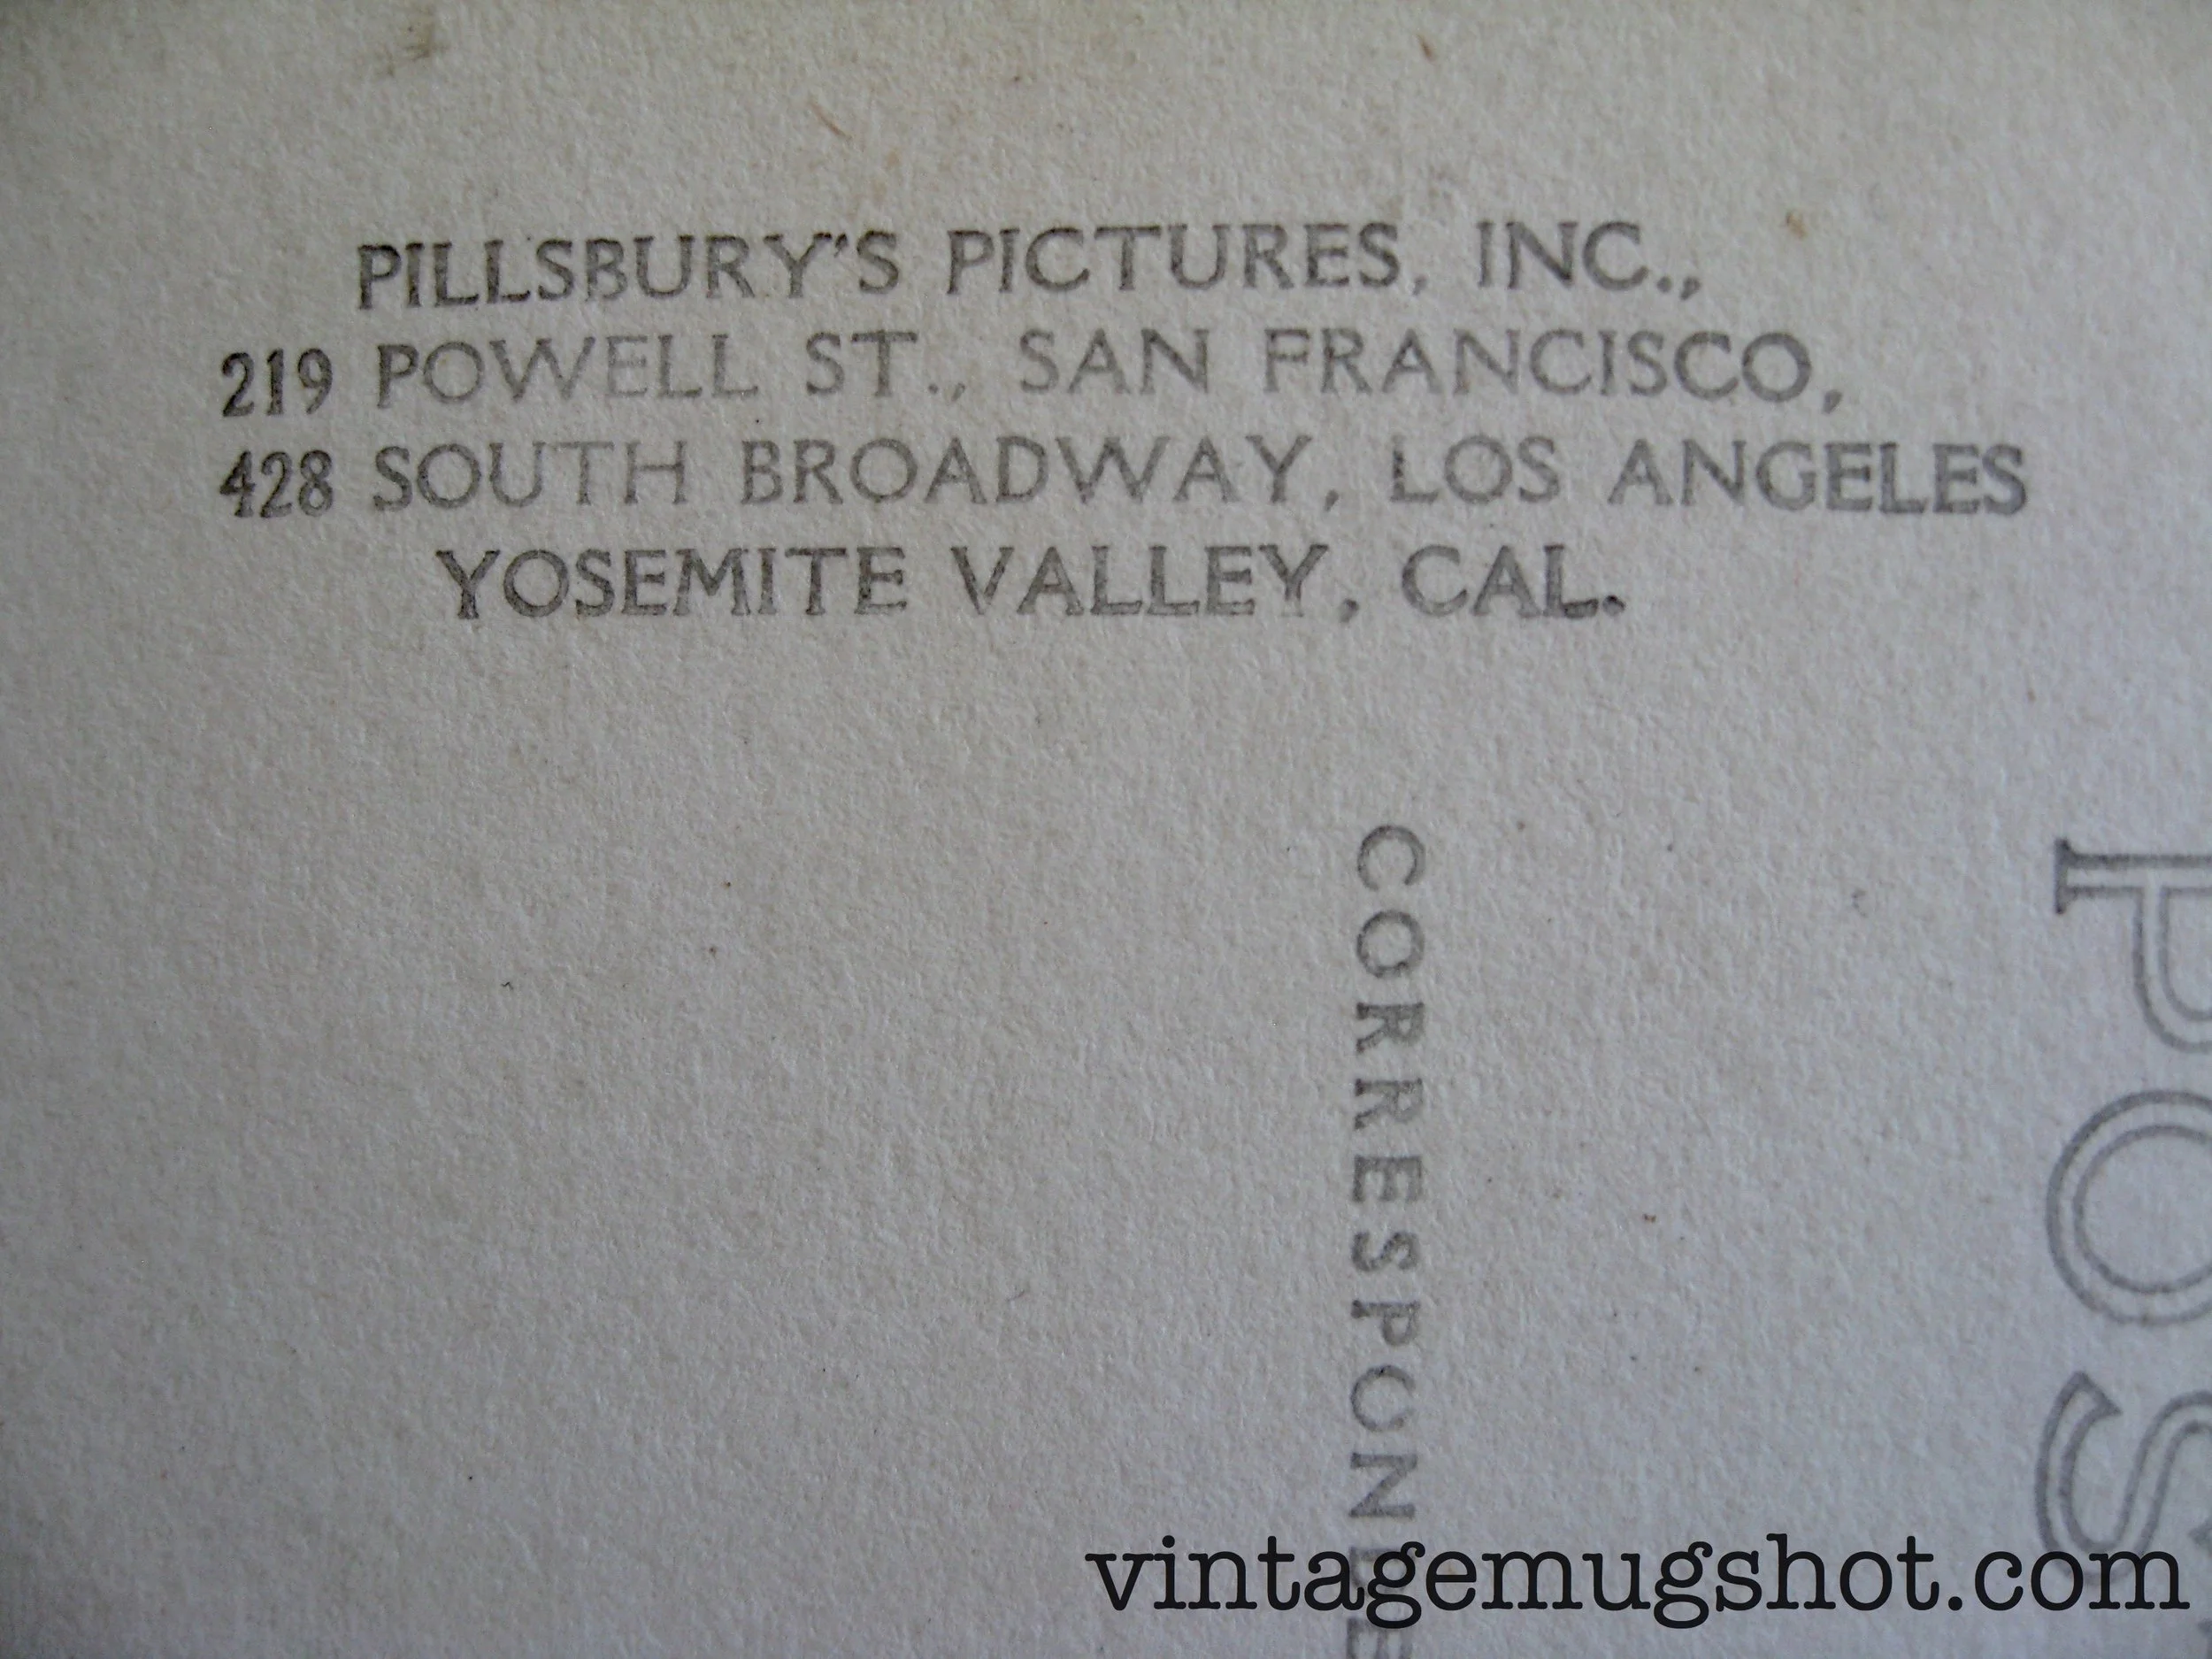 PILLSBURY'S PICTURES, INC.,
219 POWELL ST., SAN FRANCISCO,
428 SOUTH BROADWAY, LOS ANGELES
YOSEMITE VALLEY, CAL.
CORRESPONDE
POS
vintagemugshot.com